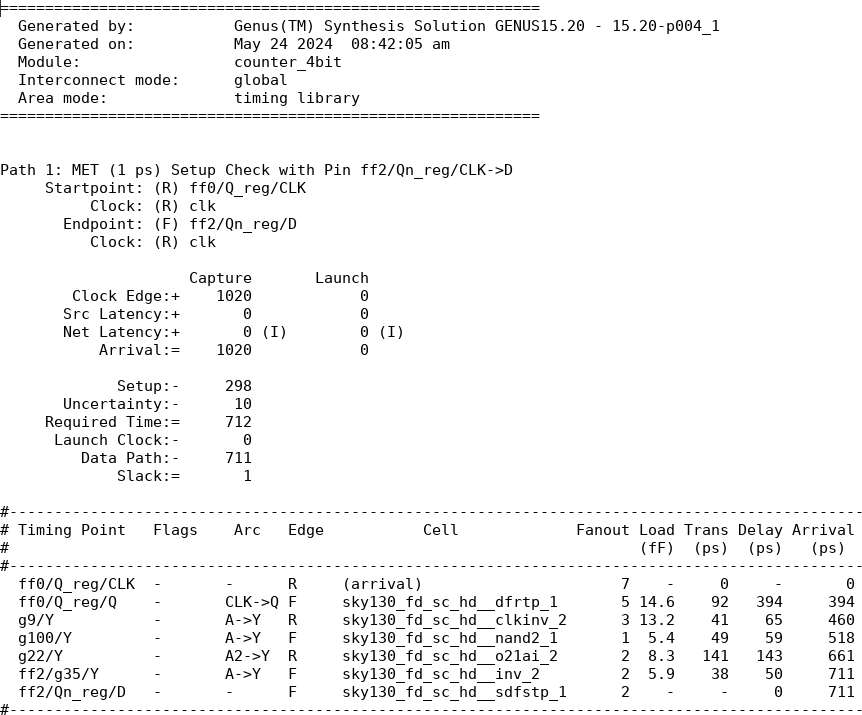 ============================================================
  Generated by:           Genus(TM) Synthesis Solution GENUS15.20 - 15.20-p004_1
  Generated on:           May 24 2024  08:42:05 am
  Module:                 counter_4bit
  Interconnect mode:      global
  Area mode:              timing library
============================================================
Path 1: MET (1 ps) Setup Check with Pin ff2/Qn_reg/CLK->D
     Startpoint: (R) ff0/Q_reg/CLK
          Clock: (R) clk
       Endpoint: (F) ff2/Qn_reg/D
          Clock: (R) clk
                     Capture       Launch
        Clock Edge:+    1020            0
       Src Latency:+       0            0
       Net Latency:+       0 (I)        0 (I)
           Arrival:=    1020            0
             Setup:-     298
       Uncertainty:-      10
     Required Time:=     712
      Launch Clock:-       0
         Data Path:-     711
             Slack:=       1
#-----------------------------------------------------------------------------------------------
# Timing Point   Flags    Arc   Edge           Cell             Fanout Load Trans Delay Arrival
#                                                                      (fF)  (ps)  (ps)   (ps)
#-----------------------------------------------------------------------------------------------
  ff0/Q_reg/CLK  -       -      R     (arrival)                      7    -     0     -       0
  ff0/Q_reg/Q    -       CLK->Q F     sky130_fd_sc_hd__dfrtp_1       5 14.6    92   394     394
  g9/Y           -       A->Y   R     sky130_fd_sc_hd__clkinv_2      3 13.2    41    65     460
  g100/Y         -       A->Y   F     sky130_fd_sc_hd__nand2_1       1  5.4    49    59     518
  g22/Y          -       A2->Y  R     sky130_fd_sc_hd__o21ai_2       2  8.3   141   143     661
  ff2/g35/Y      -       A->Y   F     sky130_fd_sc_hd__inv_2         2  5.9    38    50     711
  ff2/Qn_reg/D   -       -      F     sky130_fd_sc_hd__sdfstp_1      2    -     -     0     711
#-----------------------------------------------------------------------------------------------